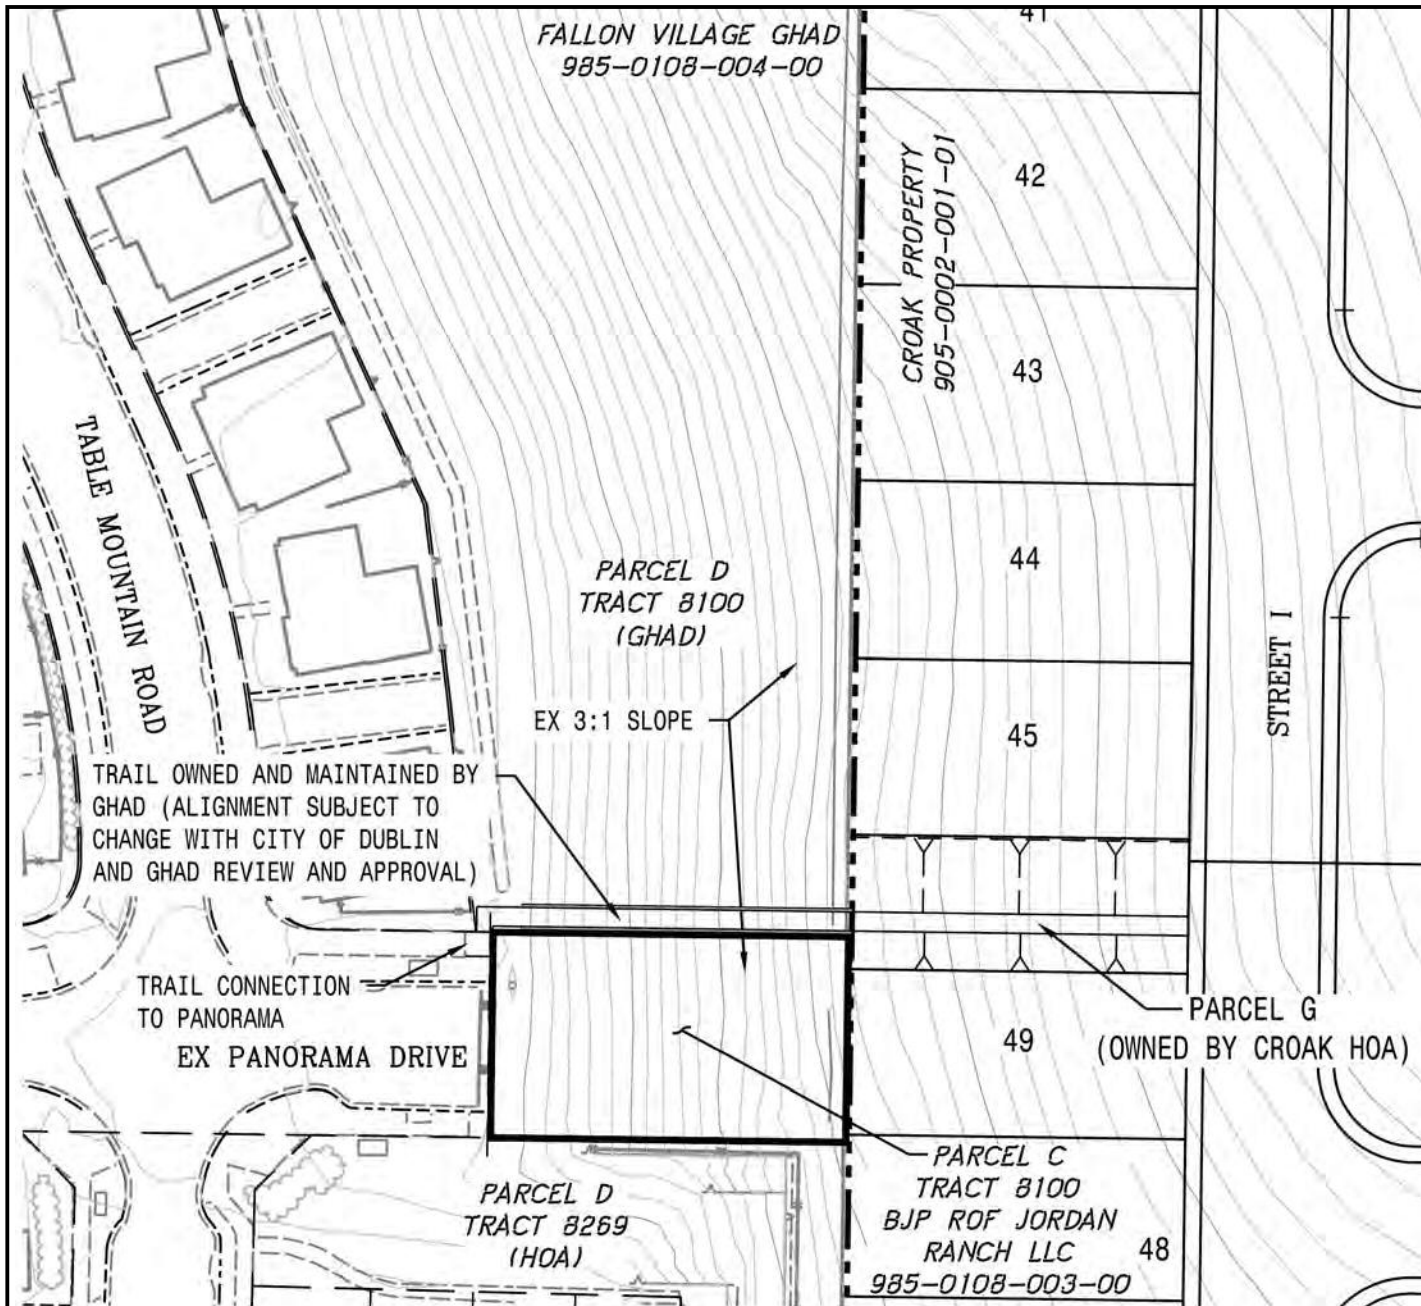 41
FALLON VILLAGE GHAD
985-0108-004-00
CROAK PROPERTY
905-0002-001-01
42
43
TABLE MOUNTAIN ROAD
44
PARCEL D
TRACT 8100
(GHAD)
STREET I
EX 3:1 SLOPE
45
TRAIL OWNED AND MAINTAINED BY
GHAD (ALIGNMENT SUBJECT TO
CHANGE WITH CITY OF DUBLIN
AND GHAD REVIEW AND APPROVAL)
TRAIL CONNECTION
TO PANORAMA
EX PANORAMA DRIVE
PARCEL G
(OWNED BY CROAK HOA)
49
PARCEL C
TRACT 8100
BJP ROF JORDAN
RANCH LLC
985-0108-003-00
48
PARCEL D
TRACT 8269
(HOA)